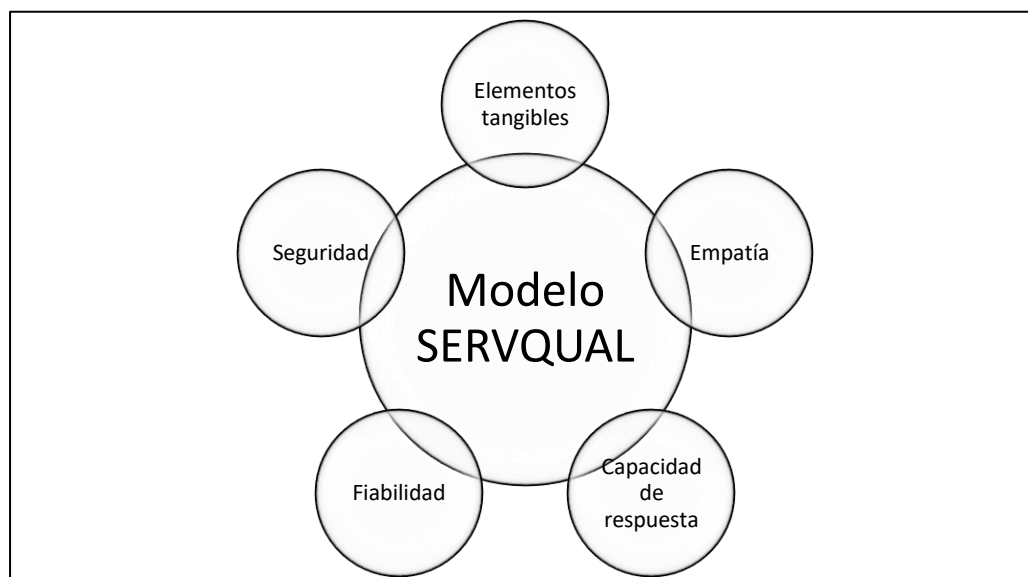 Elementos
tangibles
Seguridad
Empatía
Modelo
SERVQUAL
Fiabilidad
Capacidad
de
respuesta